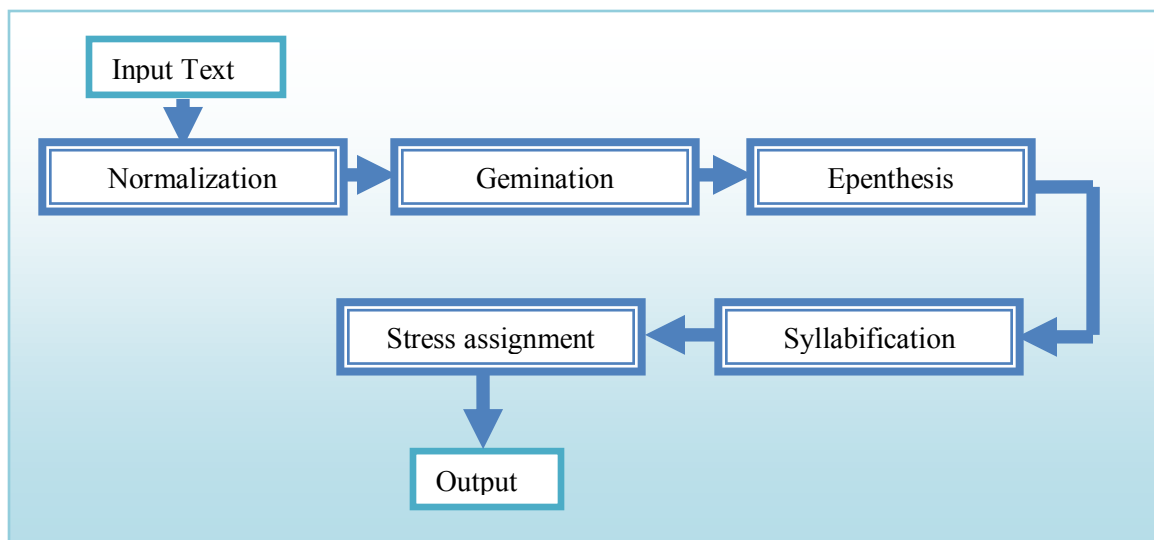 Input Text
Normalization
Gemination
Epenthesis
Syllabification
Stress assignment
Output